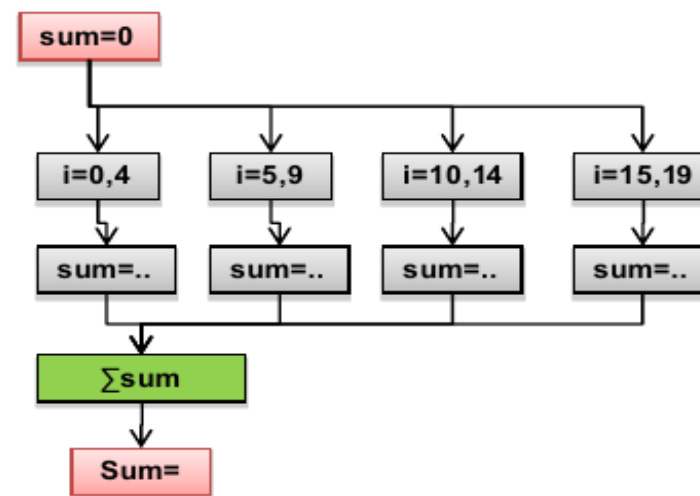 sum=0
i=0,4
i=5,9
i=10,14
i=15,19
sum=..
sum=..
sum=..
sum=..
∑sum
Sum=